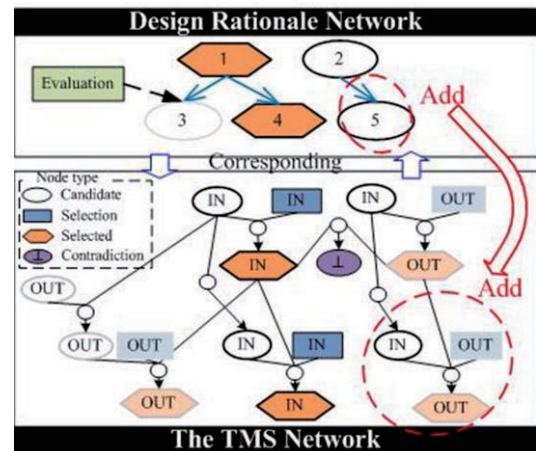 Design Rationale Network
1
2
Evaluation
Add
3
4
5
Corresponding
Node type
Candidate
Selection
Selected
Contradiction
IN
IN
IN
OUT
IN
⊥
OUT
OUT
Add
OUT
OUT
IN
IN
IN
OUT
OUT
IN
OUT
The TMS Network